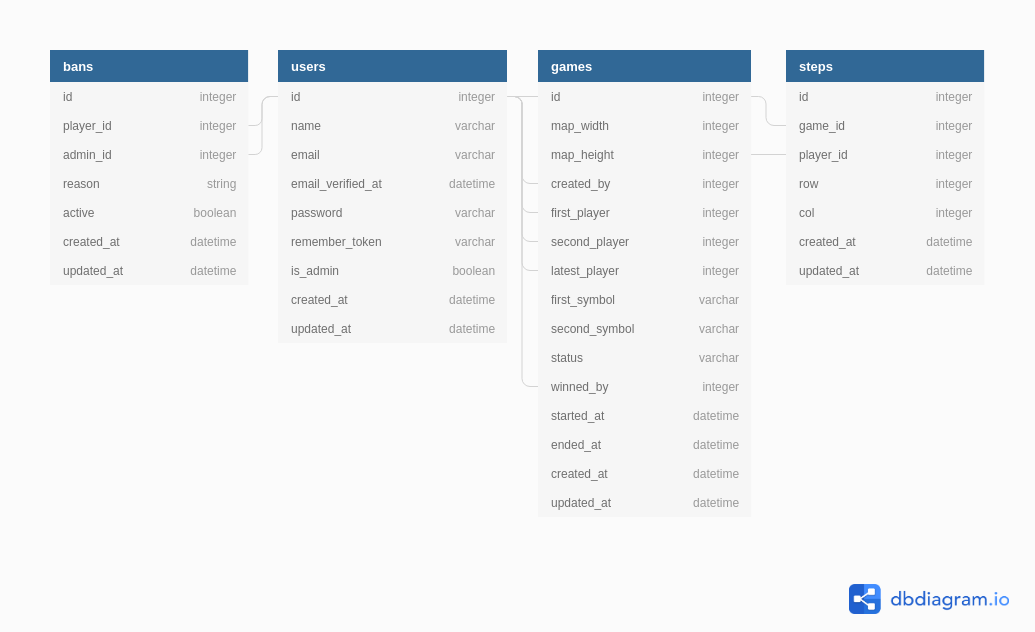 bans
id integer
player_id integer
admin_id integer
reason string
active boolean
created_at datetime
updated_at datetime
users
id integer
name varchar
email varchar
email_verified_at datetime
password varchar
remember_token varchar
is_admin boolean
created_at datetime
updated_at datetime
games
id integer
map_width integer
map_height integer
created_by integer
first_player integer
second_player integer
latest_player integer
first_symbol varchar
second_symbol varchar
status varchar
winned_by integer
started_at datetime
ended_at datetime
created_at datetime
updated_at datetime
steps
id integer
game_id integer
player_id integer
row integer
col integer
created_at datetime
updated_at datetime
dbdiagram.io